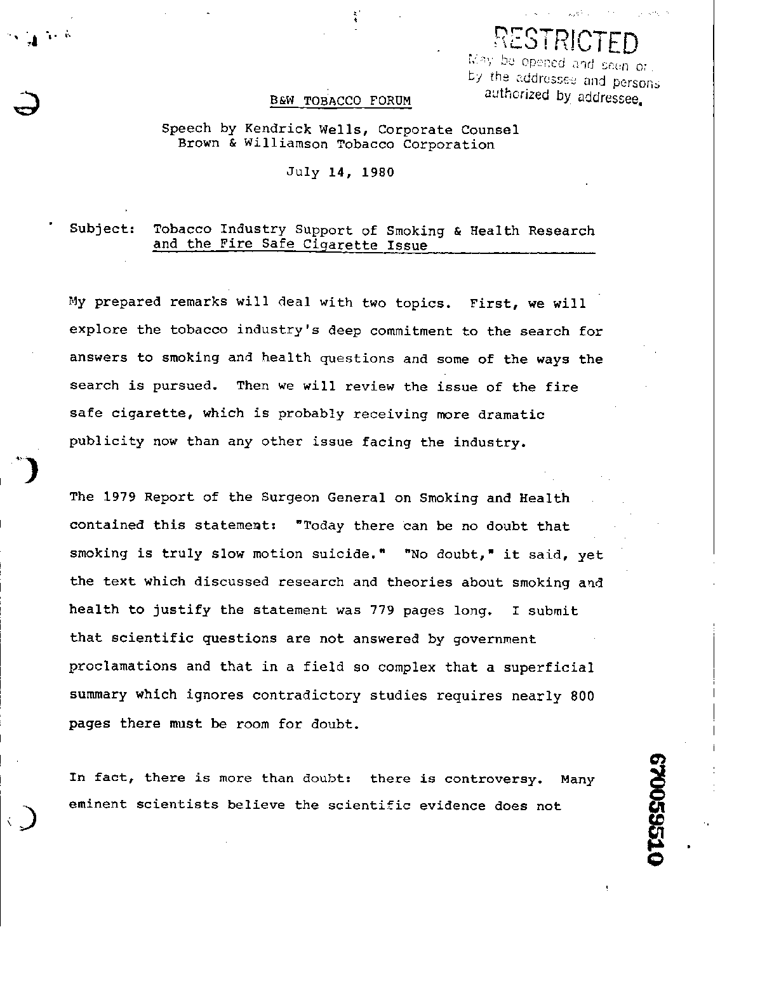 RESTRICTED
May be opened and seen
by the addressee and persons
authorized by addressee.
B&W TOBACCO FORUM
Speech by Kendrick Wells, Corporate Counsel
Brown & Williamson Tobacco Corporation
July 14, 1980
Subject: Tobacco Industry Support of Smoking & Health Research
and the Fire Safe Cigarette Issue
My prepared remarks will deal with two topics. First, we will
explore the tobacco industry's deep commitment to the search for
answers to smoking and health questions and some of the ways the
search is pursued. Then we will review the issue of the fire
safe cigarette, which is probably receiving more dramatic
publicity now than any other issue facing the industry.
The 1979 Report of the Surgeon General on Smoking and Health
contained this statement: "Today there can be no doubt that
smoking is truly slow motion suicide." "No doubt," it said, yet
the text which discussed research and theories about smoking and
health to justify the statement was 779 pages long. I submit
that scientific questions are not answered by government
proclamations and that in a field so complex that a superficial
summary which ignores contradictory studies requires nearly 800
pages there must be room for doubt.
In fact, there is more than doubt: there is controversy. Many
eminent scientists believe the scientific evidence does not
670059510